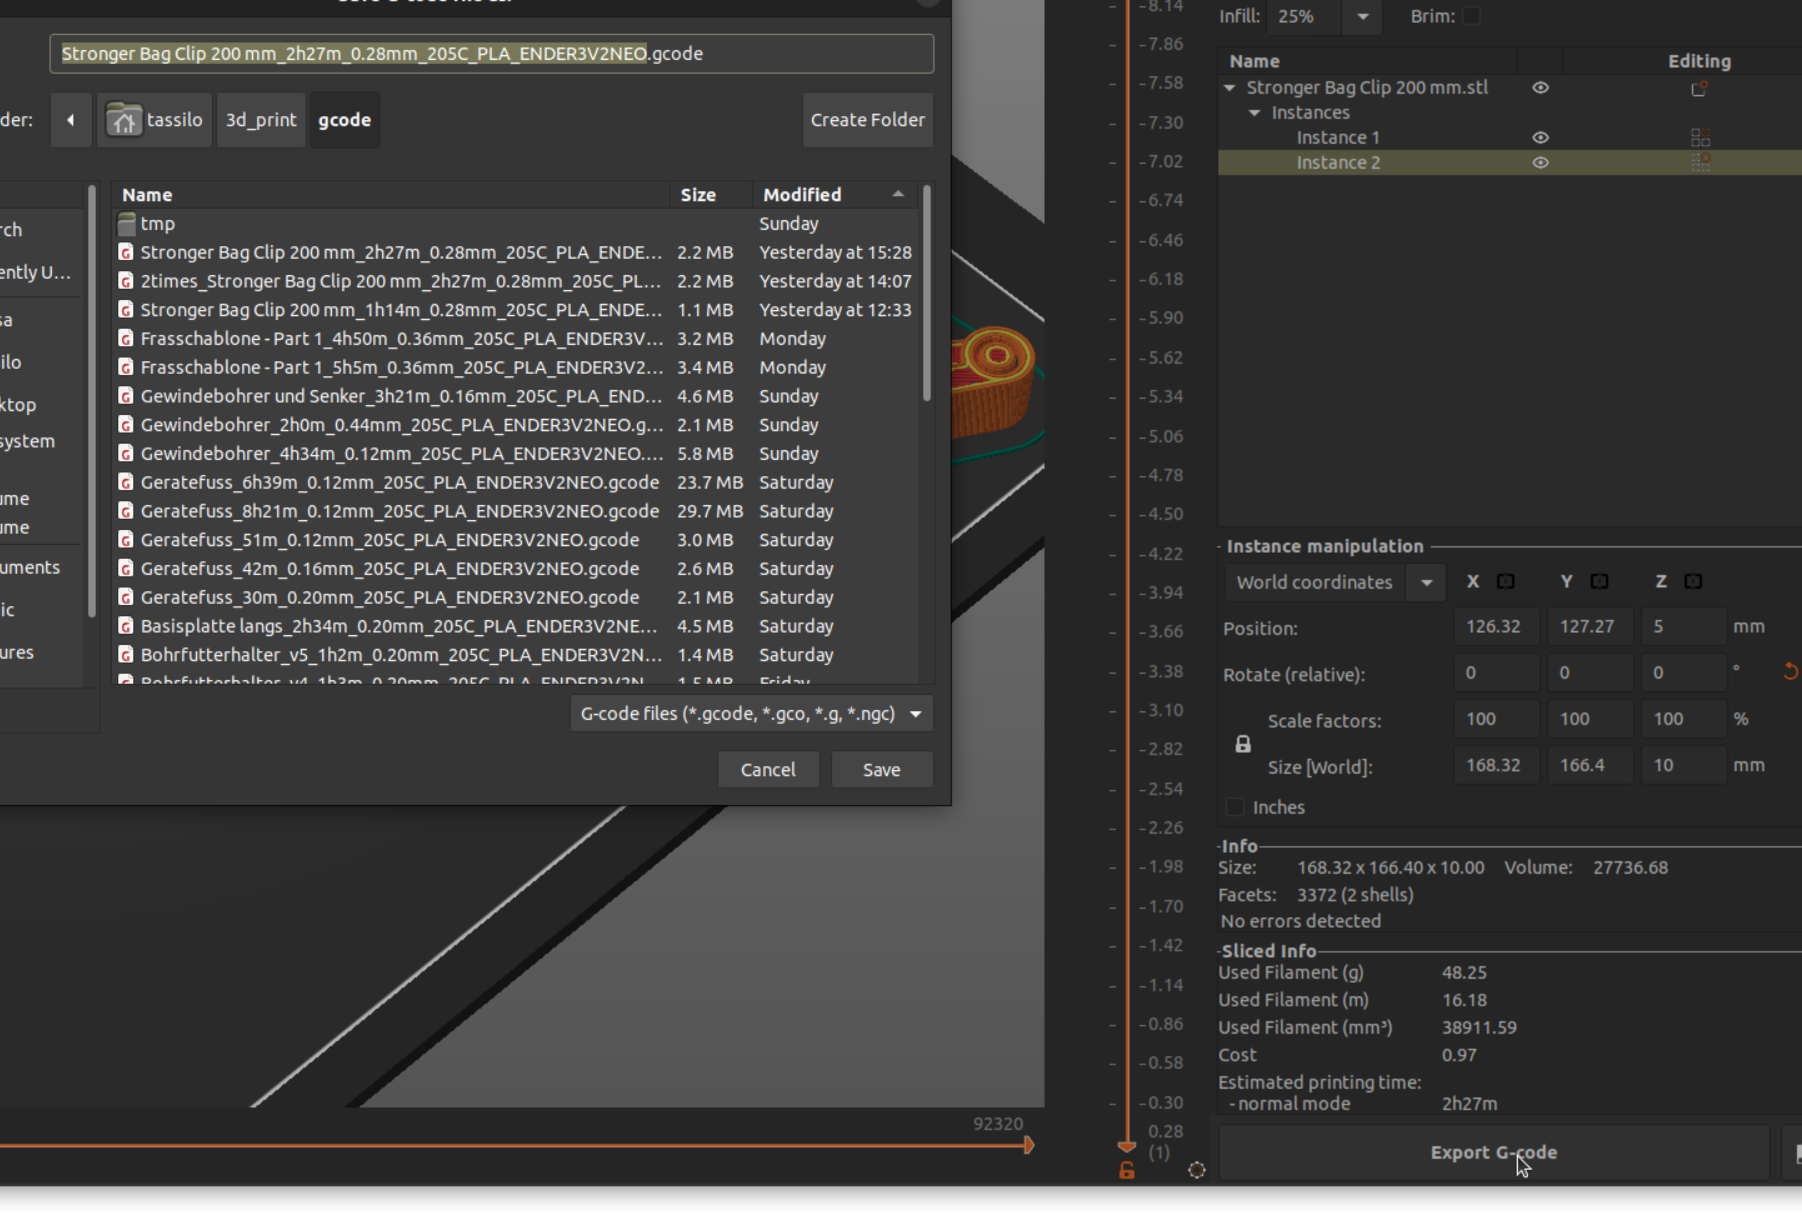 Stronger Bag Clip 200 mm_2h27m_0.28mm_205C_PLA_ENDER3V2NEO.gcode
der: tassilo 3d_print gcode Create Folder
rch
ently U...
sa
ilo
ktop
system
ume
ume
uments
ic
ures
Name Size Modified
tmp Sunday
Stronger Bag Clip 200 mm_2h27m_0.28mm_205C_PLA_ENDE... 2.2 MB Yesterday at 15:28
2times_Stronger Bag Clip 200 mm_2h27m_0.28mm_205C_PL... 2.2 MB Yesterday at 14:07
Stronger Bag Clip 200 mm_1h14m_0.28mm_205C_PLA_ENDE... 1.1 MB Yesterday at 12:33
Frasschablone - Part 1_4h50m_0.36mm_205C_PLA_ENDER3V... 3.2 MB Monday
Frasschablone - Part 1_5h5m_0.36mm_205C_PLA_ENDER3V2... 3.4 MB Monday
Gewindebohrer und Senker_3h21m_0.16mm_205C_PLA_END... 4.6 MB Sunday
Gewindebohrer_2h0m_0.44mm_205C_PLA_ENDER3V2NEO.g... 2.1 MB Sunday
Gewindebohrer_4h34m_0.12mm_205C_PLA_ENDER3V2NEO.... 5.8 MB Sunday
Geratefuss_6h39m_0.12mm_205C_PLA_ENDER3V2NEO.gcode 23.7 MB Saturday
Geratefuss_8h21m_0.12mm_205C_PLA_ENDER3V2NEO.gcode 29.7 MB Saturday
Geratefuss_51m_0.12mm_205C_PLA_ENDER3V2NEO.gcode 3.0 MB Saturday
Geratefuss_42m_0.16mm_205C_PLA_ENDER3V2NEO.gcode 2.6 MB Saturday
Geratefuss_30m_0.20mm_205C_PLA_ENDER3V2NEO.gcode 2.1 MB Saturday
Basisplatte langs_2h34m_0.20mm_205C_PLA_ENDER3V2NE... 4.5 MB Saturday
Bohrfutterhalter_v5_1h2m_0.20mm_205C_PLA_ENDER3V2N... 1.4 MB Saturday
Bohrfutterhalter_v4_1h3m_0.20mm_205C_PLA_ENDER3V2N... 1.5 MB Friday
G-code files (*.gcode, *.gco, *.g, *.ngc)
Cancel Save
92320
-8.14
-7.86
-7.58
-7.30
-7.02
-6.74
-6.46
-6.18
-5.90
-5.62
-5.34
-5.06
-4.78
-4.50
-4.22
-3.94
-3.66
-3.38
-3.10
-2.82
-2.54
-2.26
-1.98
-1.70
-1.42
-1.14
-0.86
-0.58
-0.30
0.28
(1)
Infill: 25% Brim:
Name Editing
Stronger Bag Clip 200 mm.stl
Instances
Instance 1
Instance 2
Instance manipulation
World coordinates X Y Z
Position: 126.32 127.27 5 mm
Rotate (relative): 0 0 0 °
Scale factors: 100 100 100 %
Size [World]: 168.32 166.4 10 mm
Inches
Info
Size: 168.32 x 166.40 x 10.00 Volume: 27736.68
Facets: 3372 (2 shells)
No errors detected
Sliced Info
Used Filament (g) 48.25
Used Filament (m) 16.18
Used Filament (mm³) 38911.59
Cost 0.97
Estimated printing time:
- normal mode 2h27m
Export G-code